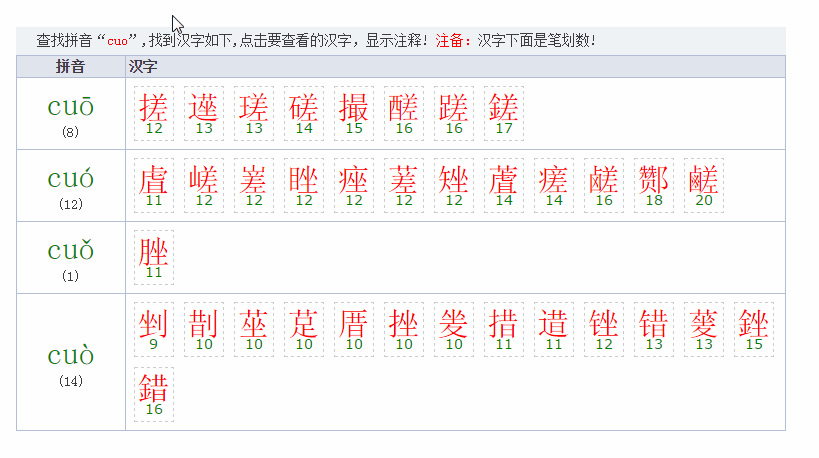 查找拼音“cuo”,找到汉字如下,点击要查看的汉字，显示注释！注备：汉字下面是笔划数！
拼音 汉字
cuō 搓 遳 瑳 磋 撮 醝 蹉 鎈
(8) 12 13 13 14 15 16 16 17
cuó 虘 嵯 嵳 睉 痤 蒫 矬 蔖 瘥 鹾 酂 鹺
(12) 11 12 12 12 12 12 12 14 14 16 18 20
cuǒ 脞
(1) 11
cuò 剉 剒 莝 莡 厝 挫 夎 措 逪 锉 错 蓌 銼
9 10 10 10 10 10 10 11 11 12 13 13 15
(14) 錯
16